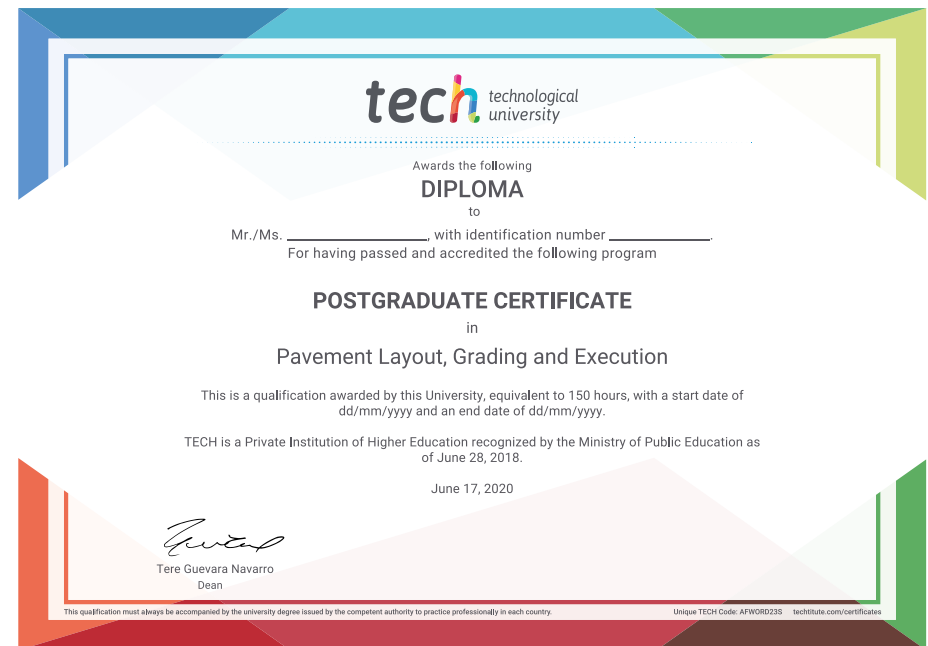 tech technological
university
Awards the following
DIPLOMA
to
Mr./Ms. ____________________, with identification number ______________.
For having passed and accredited the following program
POSTGRADUATE CERTIFICATE
in
Pavement Layout, Grading and Execution
This is a qualification awarded by this University, equivalent to 150 hours, with a start date of
dd/mm/yyyy and an end date of dd/mm/yyyy.
TECH is a Private Institution of Higher Education recognized by the Ministry of Public Education as
of June 28, 2018.
June 17, 2020
Tere Guevara Navarro
Dean
This qualification must always be accompanied by the university degree issued by the competent authority to practice professionally in each country.
Unique TECH Code: AFWORD23S techtitute.com/certificates